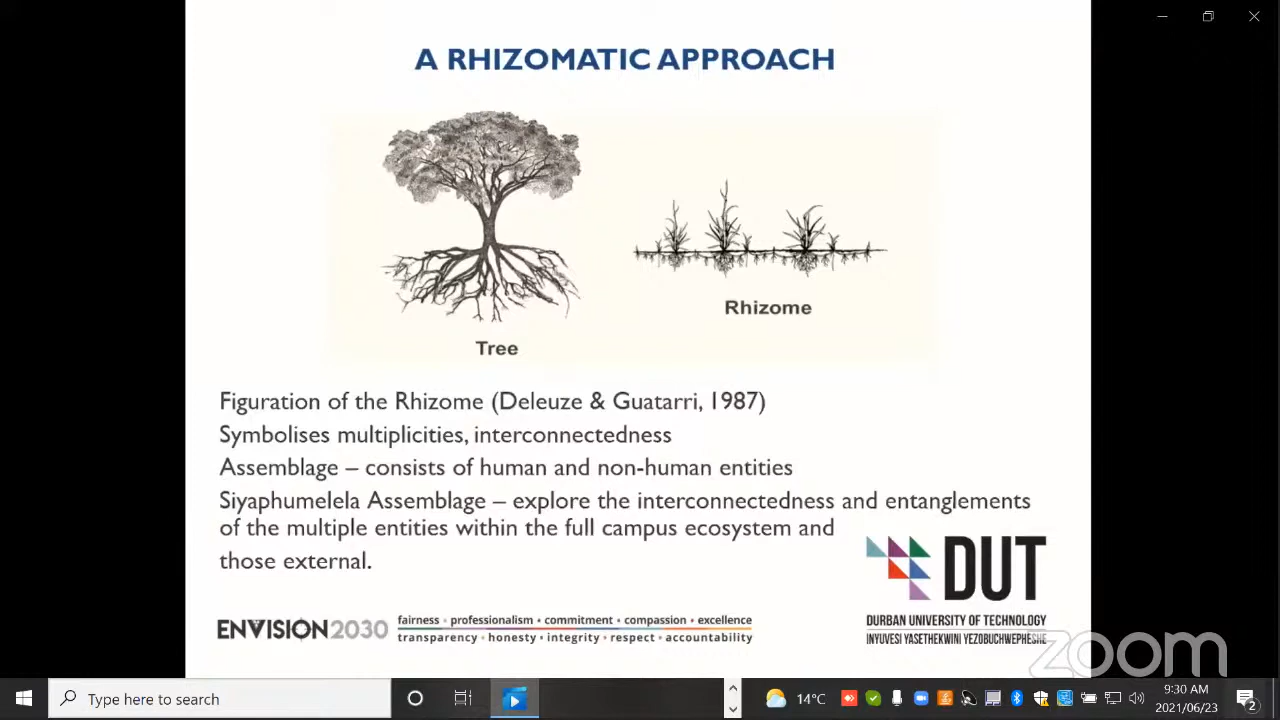 A RHIZOMATIC APPROACH
Tree
Rhizome
Figuration of the Rhizome (Deleuze & Guatarri, 1987)
Symbolises multiplicities, interconnectedness
Assemblage – consists of human and non-human entities
Siyaphumelela Assemblage – explore the interconnectedness and entanglements
of the multiple entities within the full campus ecosystem and
those external.
ENVISION2030
fairness • professionalism • commitment • compassion • excellence
transparency • honesty • integrity • respect • accountability
DUT
DURBAN UNIVERSITY OF TECHNOLOGY
INYUVESI YASETHEKWINI YEZOBUCHWEPHESHE
zoom
Type here to search
14°C
9:30 AM
2021/06/23
2